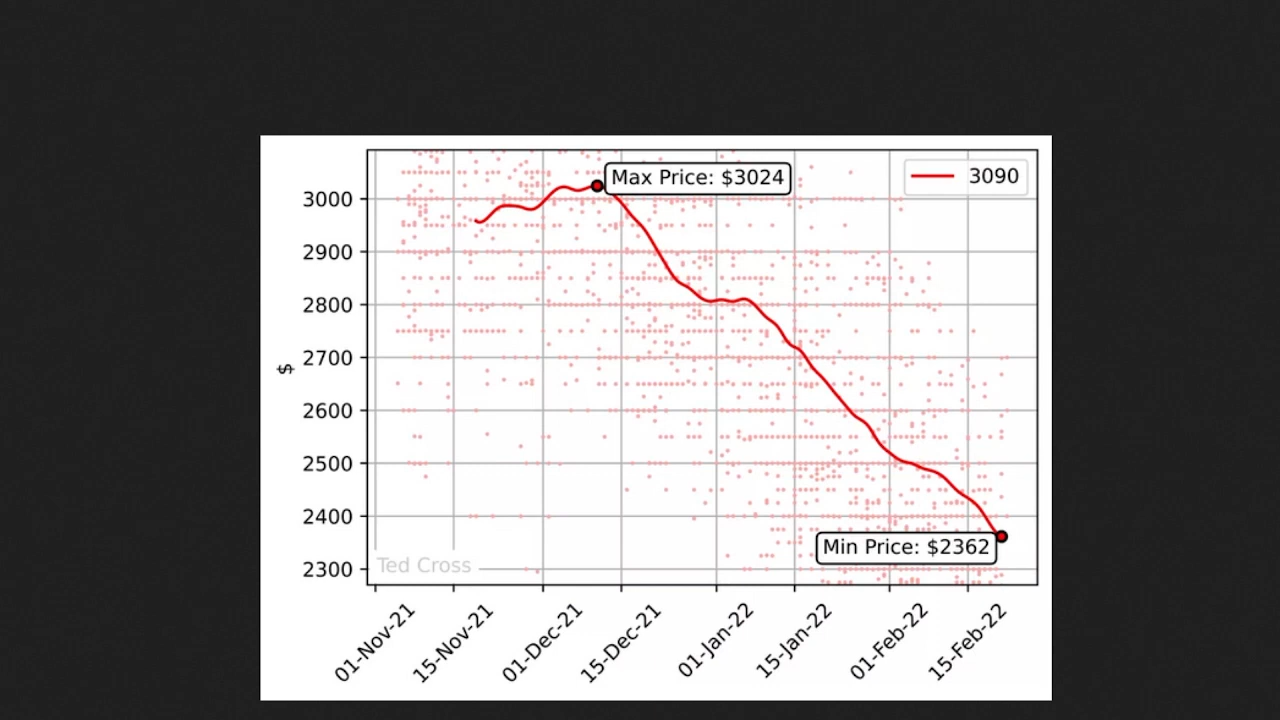 Max Price: $3024
3090
3000
2900
2800
2700
$
2600
2500
2400
Min Price: $2362
2300
Ted Cross
01-Nov-21
15-Nov-21
01-Dec-21
15-Dec-21
01-Jan-22
15-Jan-22
01-Feb-22
15-Feb-22